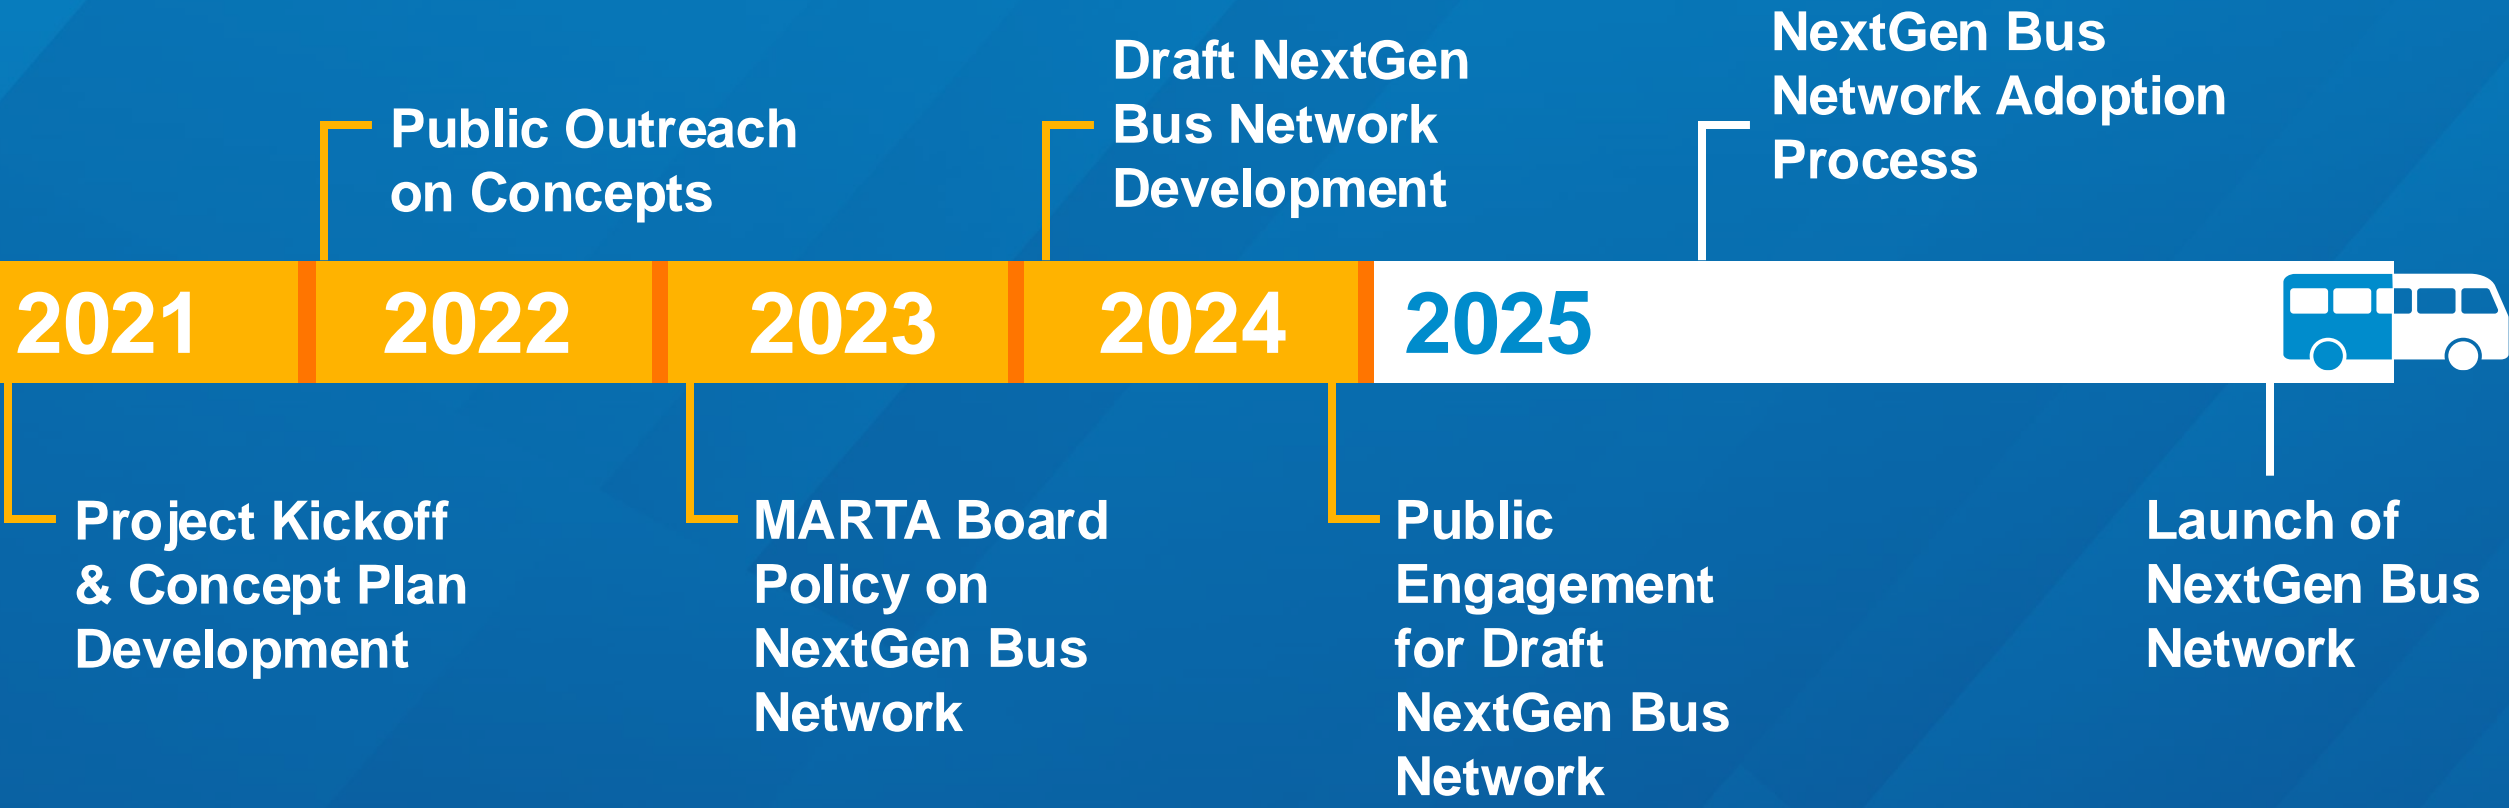 Public Outreach
on Concepts
Draft NextGen
Bus Network
Development
NextGen Bus
Network Adoption
Process
2021
2022
2023
2024
2025
Project Kickoff
& Concept Plan
Development
MARTA Board
Policy on
NextGen Bus
Network
Public
Engagement
for Draft
NextGen Bus
Network
Launch of
NextGen Bus
Network